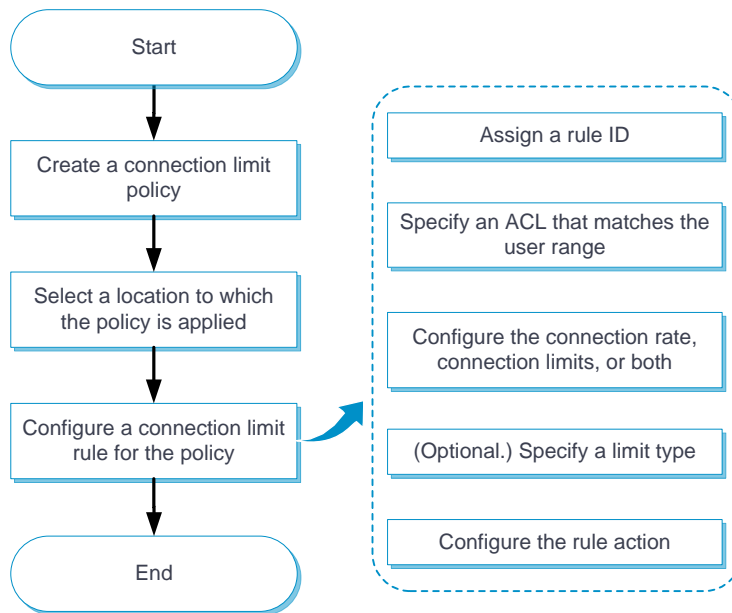 Start
Create a connection limit
policy
Select a location to which
the policy is applied
Configure a connection limit
rule for the policy
End
Assign a rule ID
Specify an ACL that matches the
user range
Configure the connection rate,
connection limits, or both
(Optional.) Specify a limit type
Configure the rule action